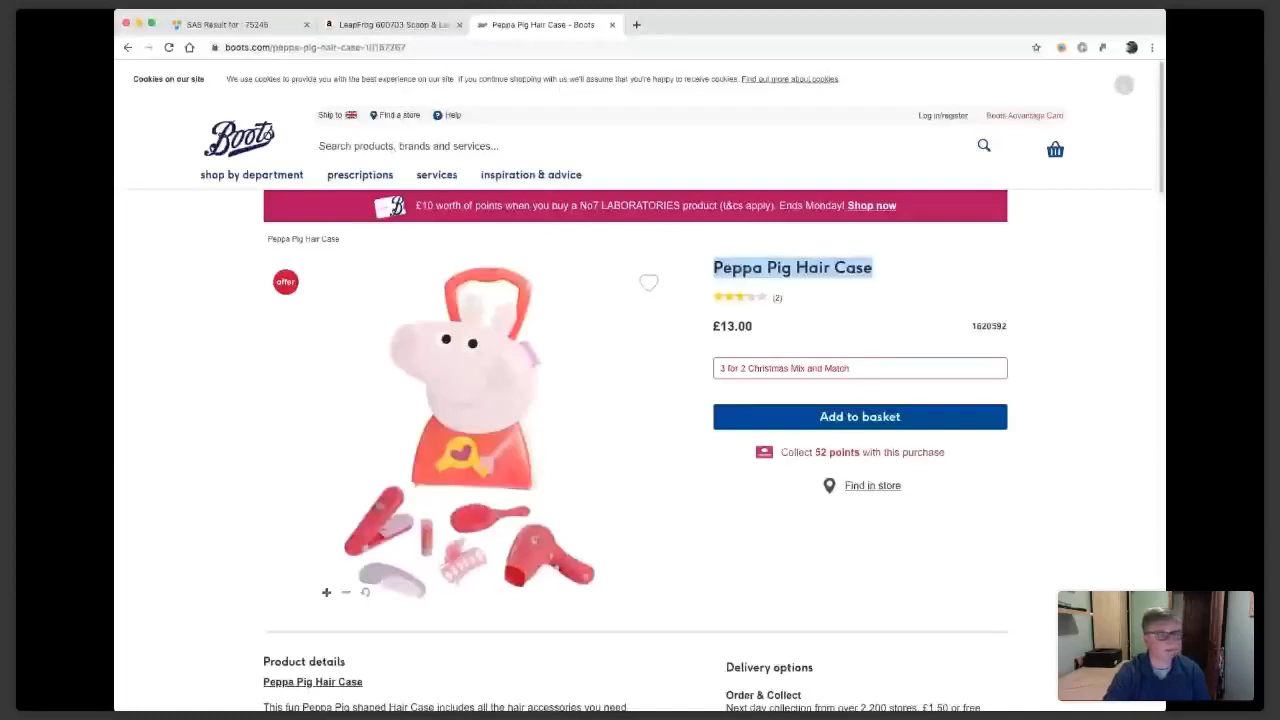 SAS Result for : 75245
LeapFrog 600703 Scoop & Le
Peppa Pig Hair Case - Boots
boots.com/peppa-pig-hair-case-10167267
Cookies on our site
We use cookies to provide you with the best experience on our site. If you continue shopping with us we'll assume that you're happy to receive cookies. Find out more about cookies
Ship to
Find a store
Help
Log in/register
Boots Advantage Card
Boots
Search products, brands and services...
shop by department
prescriptions
services
inspiration & advice
£10 worth of points when you buy a No7 LABORATORIES product (t&cs apply). Ends Monday! Shop now
Peppa Pig Hair Case
offer
Peppa Pig Hair Case
(2)
£13.00
1620592
3 for 2 Christmas Mix and Match
Add to basket
Collect 52 points with this purchase
Find in store
Product details
Peppa Pig Hair Case
This fun Peppa Pig shaped Hair Case includes all the hair accessories you need
Delivery options
Order & Collect
Next day collection from over 2,200 stores, £1.50 or free